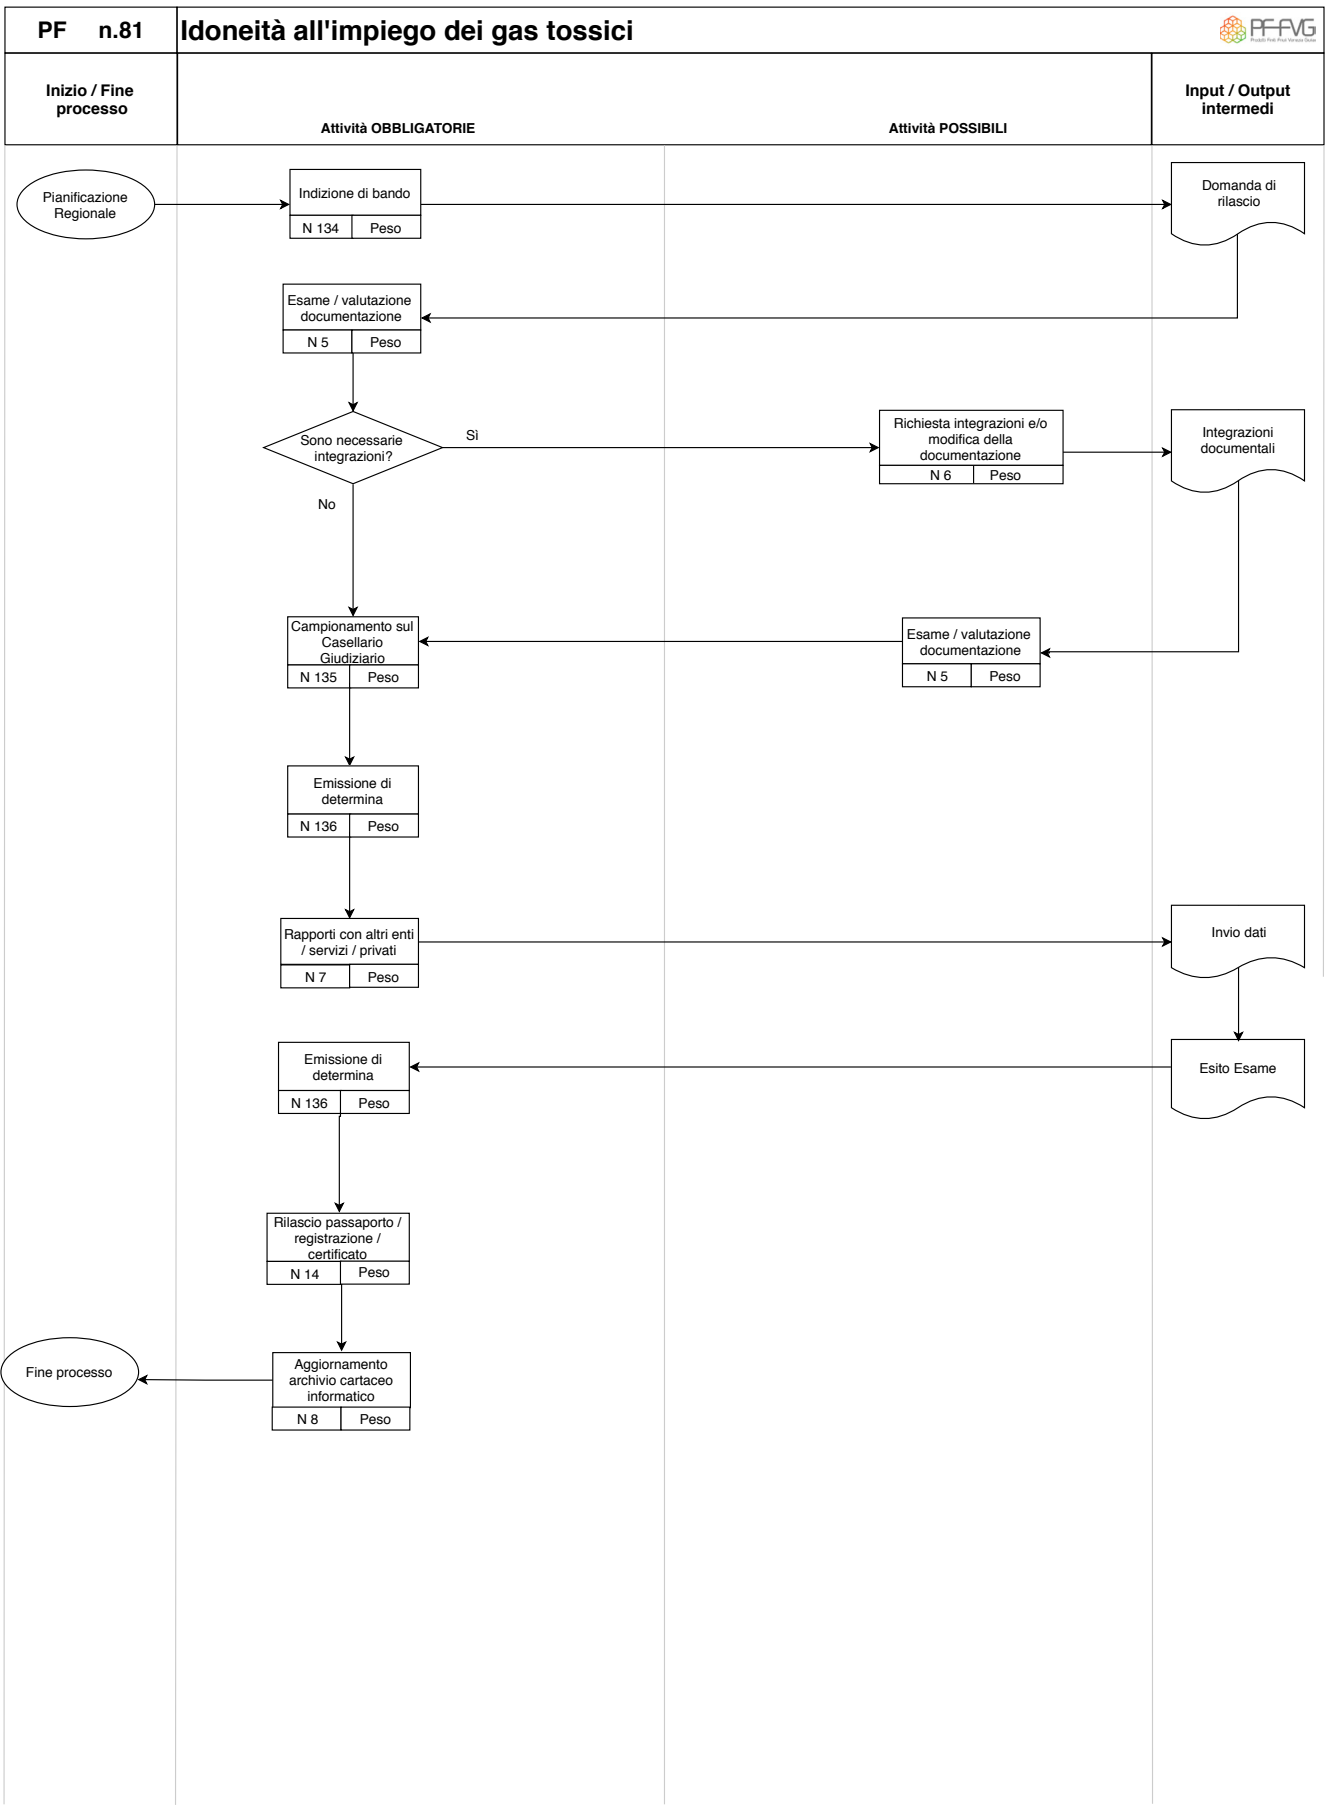 PF n.81 Idoneità all'impiego dei gas tossici
PF-FVG
Prodotti Finiti Friuli Venezia Giulia
Inizio / Fine
processo
Attività OBBLIGATORIE
Attività POSSIBILI
Input / Output
intermedi
Pianificazione
Regionale
Indizione di bando
N 134 Peso
Domanda di
rilascio
Esame / valutazione
documentazione
N 5 Peso
Sono necessarie
integrazioni?
Sì
No
Richiesta integrazioni e/o
modifica della
documentazione
N 6 Peso
Integrazioni
documentali
Campionamento sul
Casellario
Giudiziario
N 135 Peso
Esame / valutazione
documentazione
N 5 Peso
Emissione di
determina
N 136 Peso
Rapporti con altri enti
/ servizi / privati
N 7 Peso
Invio dati
Emissione di
determina
N 136 Peso
Esito Esame
Rilascio passaporto /
registrazione /
certificato
N 14 Peso
Fine processo
Aggiornamento
archivio cartaceo
informatico
N 8 Peso